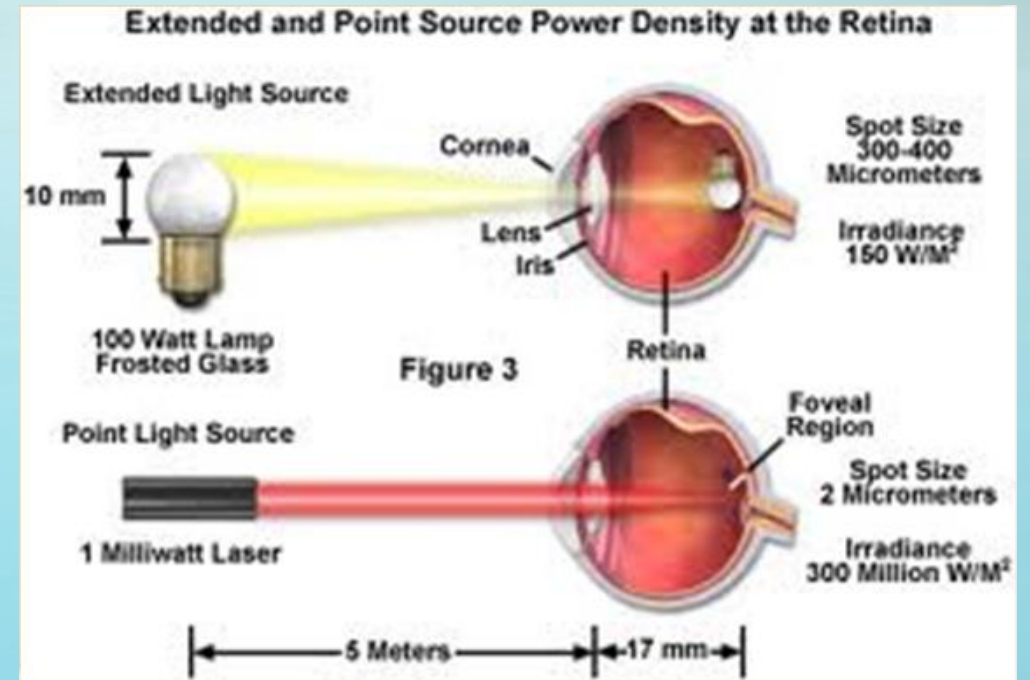 Extended and Point Source Power Density at the Retina
Extended Light Source
Cornea
Spot Size
300-400
Micrometers
10 mm
Lens
Iris
Irradiance
150 W/M²
100 Watt Lamp
Frosted Glass
Figure 3
Retina
Point Light Source
Foveal
Region
Spot Size
2 Micrometers
1 Milliwatt Laser
Irradiance
300 Million W/M²
5 Meters
17 mm